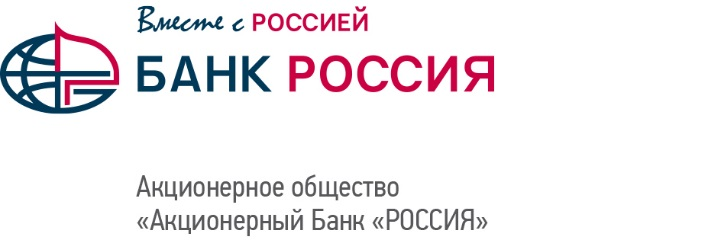 Вместе с РОССИЕЙ
БАНК РОССИЯ
Акционерное общество
«Акционерный Банк «РОССИЯ»